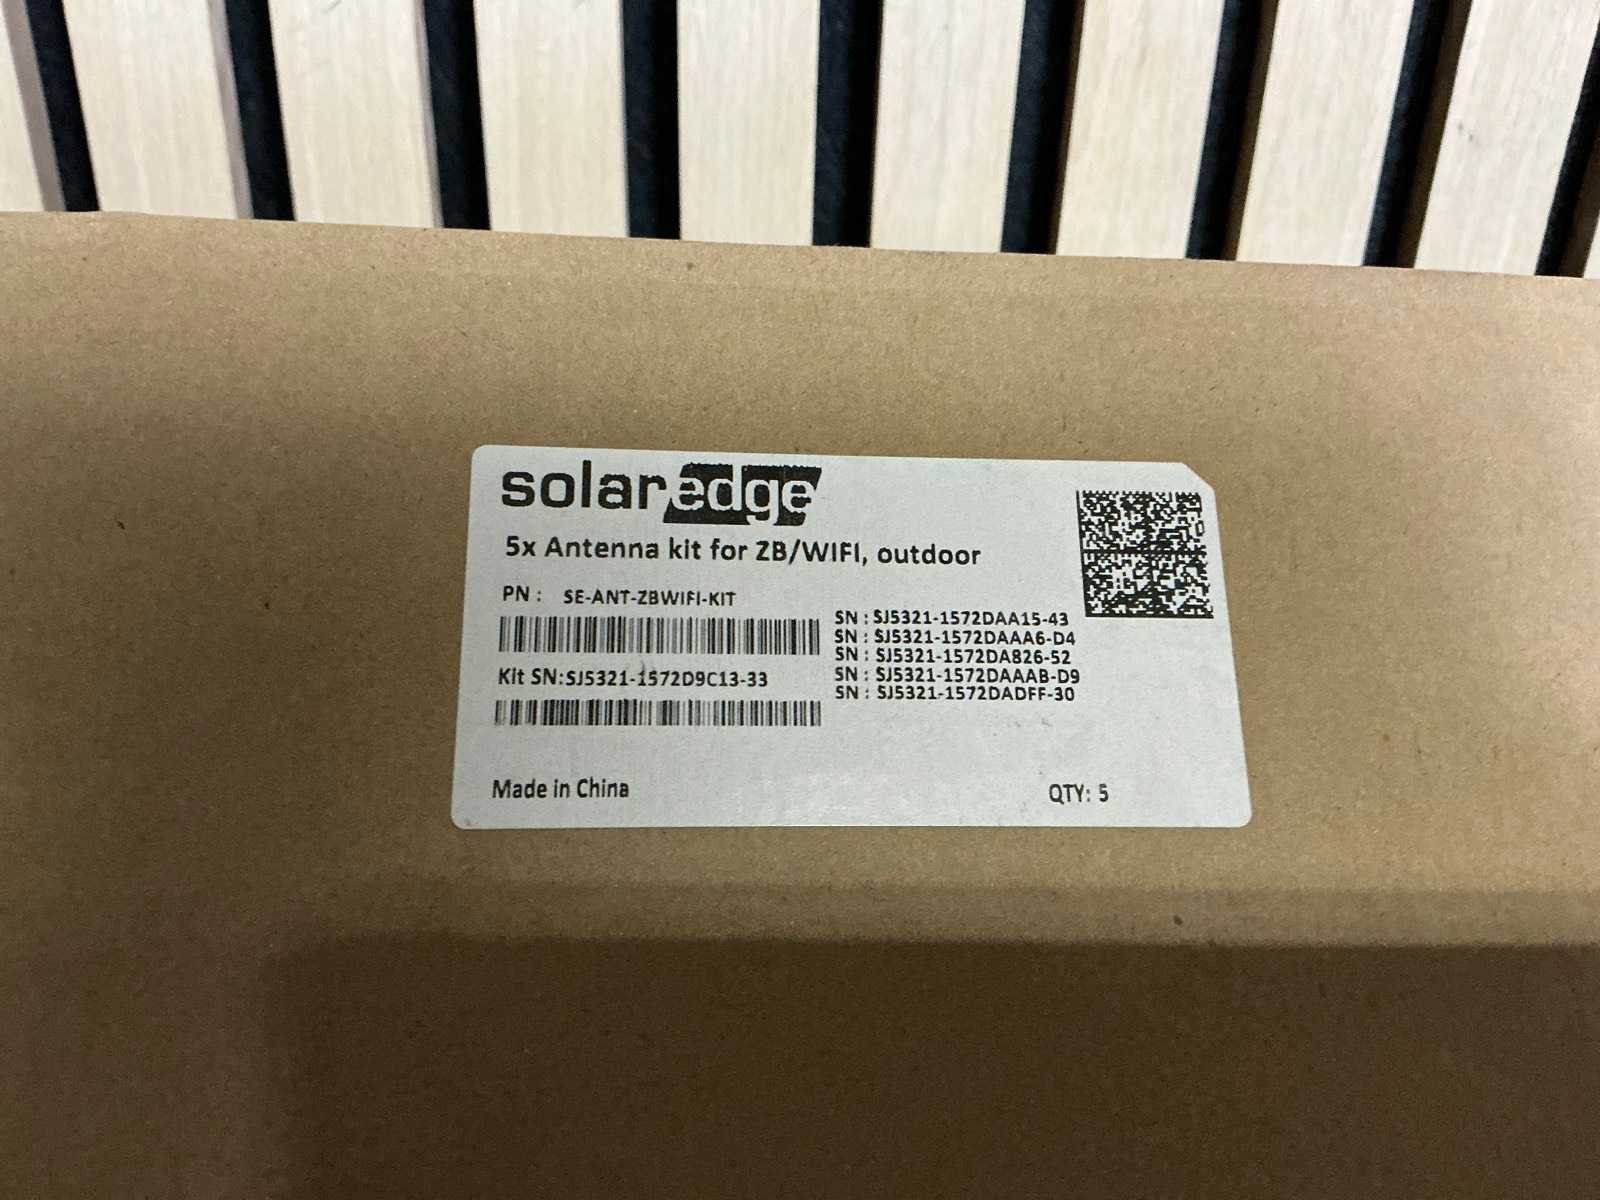 solaredge
5x Antenna kit for ZB/WIFI, outdoor
PN : SE-ANT-ZBWIFI-KIT
Kit SN:SJ5321-1572D9C13-33
SN : SJ5321-1572DAA15-43
SN : SJ5321-1572DAAA6-D4
SN : SJ5321-1572DA826-52
SN : SJ5321-1572DAAAB-D9
SN : SJ5321-1572DADFF-30
Made in China
QTY: 5